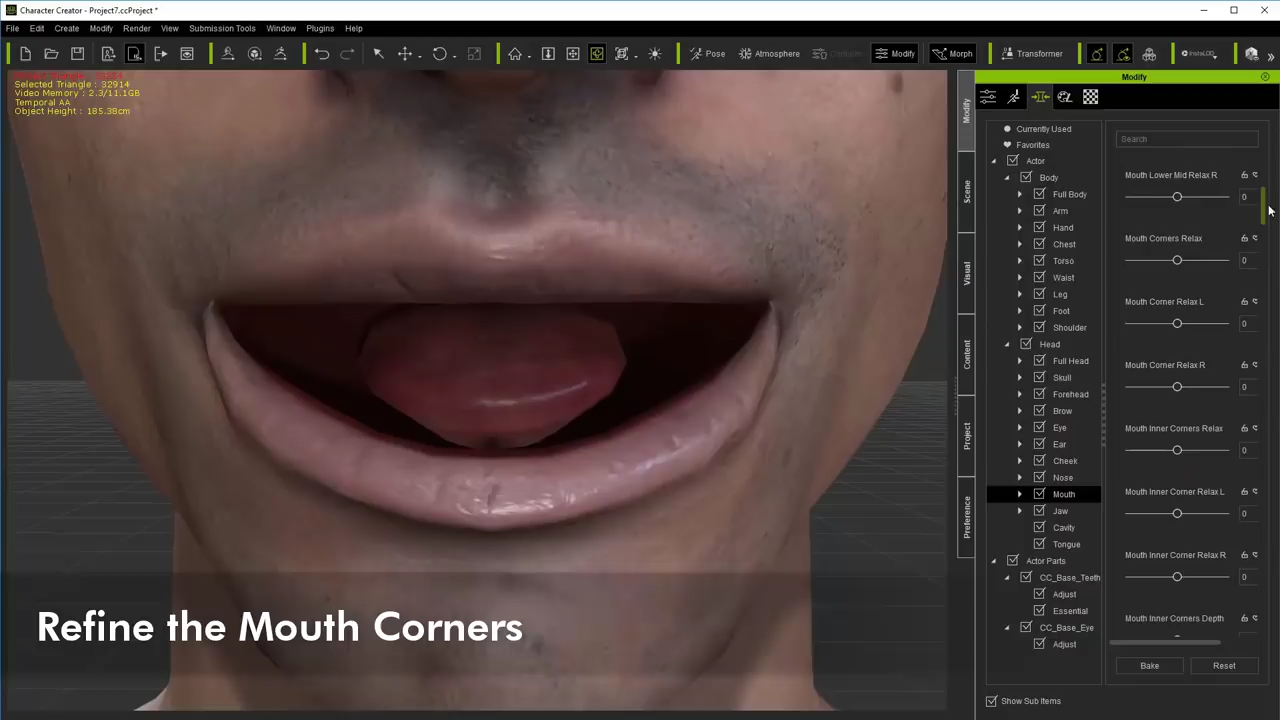 Character Creator - Project7.ccProject *
File Edit Create Modify Render View Submission Tools Window Plugins Help
Pose Atmosphere Modify Morph Transformer
Selected Triangle : 32914
Video Memory : 2.3/11.1GB
Temporal AA
Object Height : 185.38cm
Modify
Scene
Visual
Content
Project
Preference
Modify
Currently Used
Favorites
Actor
Body
Full Body
Arm
Hand
Chest
Torso
Waist
Leg
Foot
Shoulder
Head
Full Head
Skull
Forehead
Brow
Eye
Ear
Cheek
Nose
Mouth
Jaw
Cavity
Tongue
Actor Parts
CC_Base_Teeth
Adjust
Essential
CC_Base_Eye
Adjust
Show Sub Items
Search
Mouth Lower Mid Relax R
0
Mouth Corners Relax
0
Mouth Corner Relax L
0
Mouth Corner Relax R
0
Mouth Inner Corners Relax
0
Mouth Inner Corner Relax L
0
Mouth Inner Corner Relax R
0
Mouth Inner Corners Depth
Bake Reset
Refine the Mouth Corners